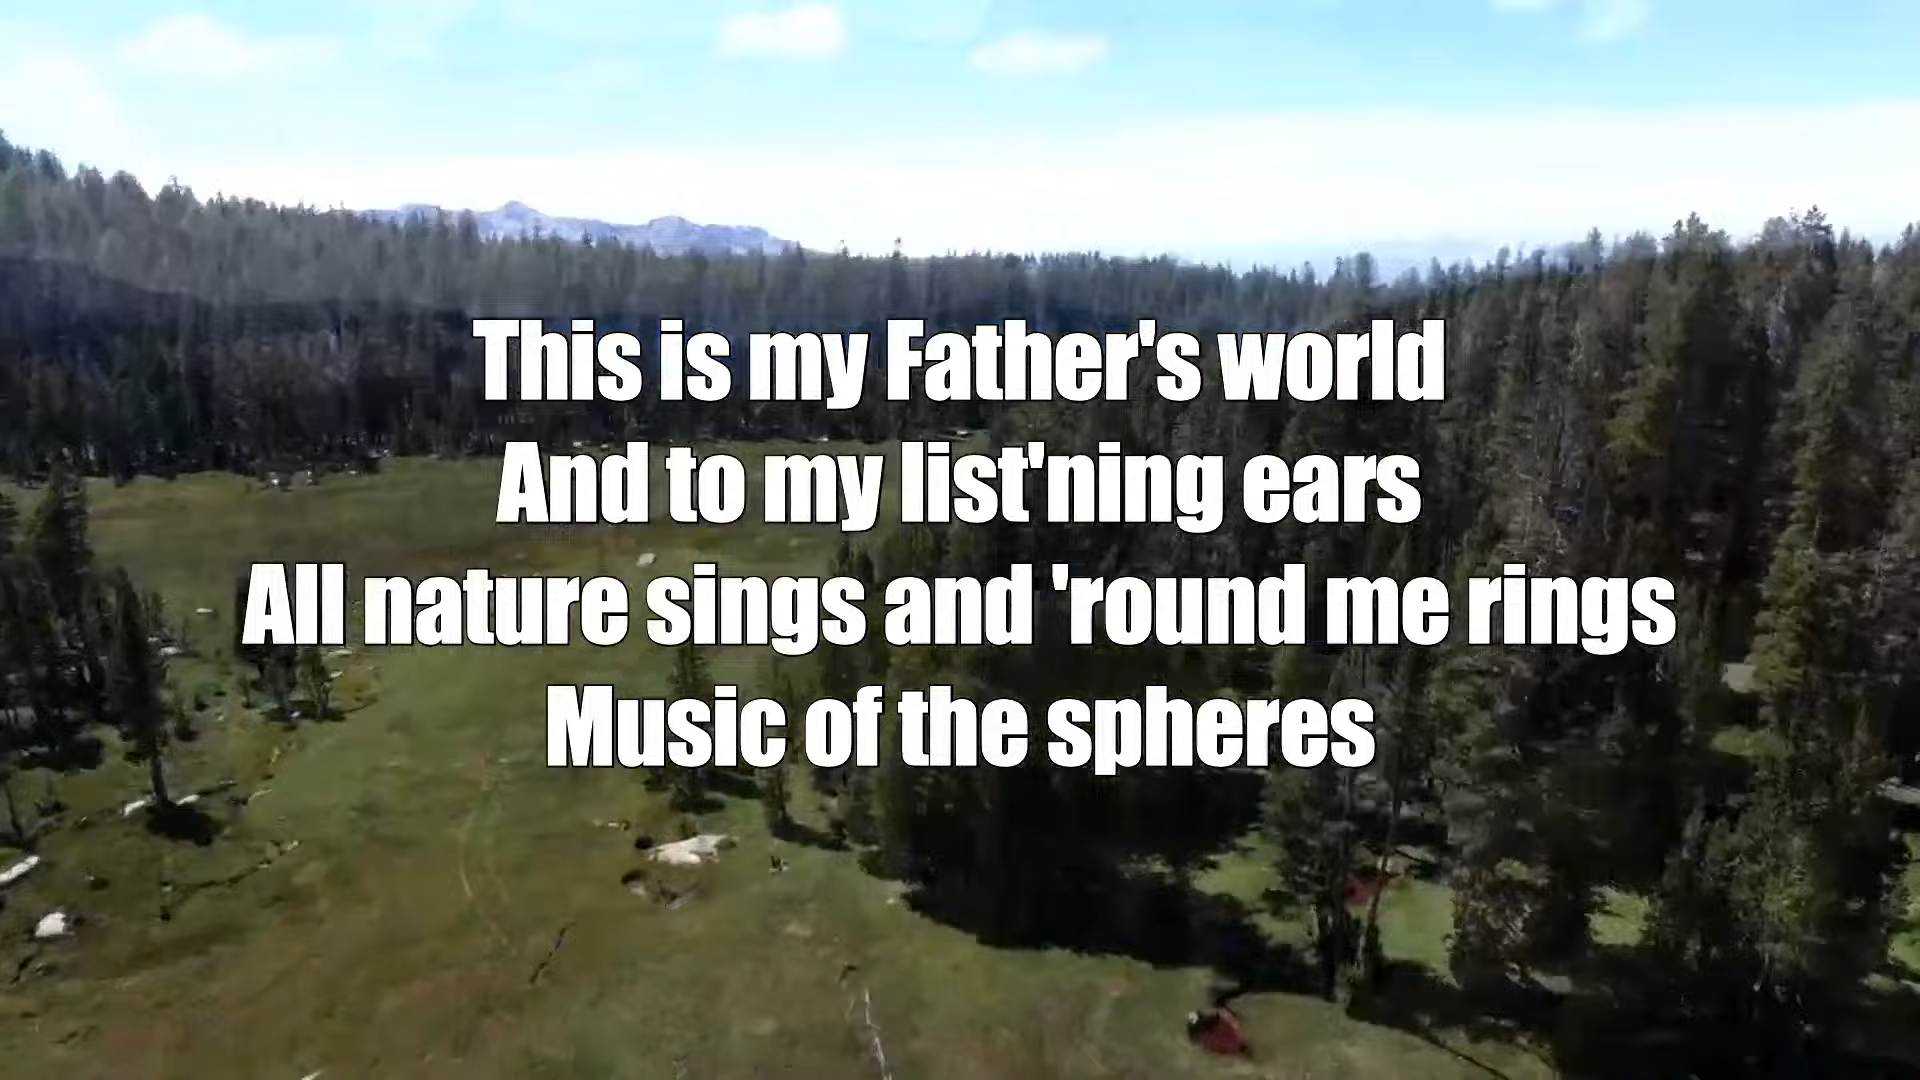 This is my Father's world
And to my list'ning ears
All nature sings and 'round me rings
Music of the spheres